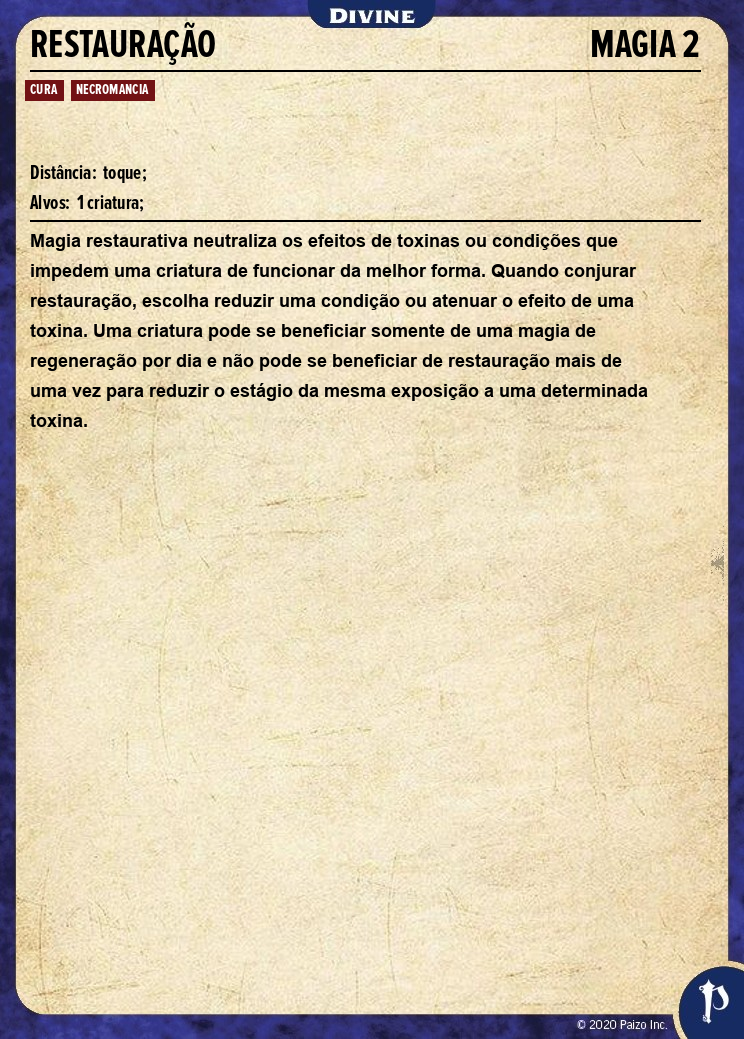 DIVINE
RESTAURAÇÃO MAGIA 2
CURA NECROMANCIA
Distância: toque;
Alvos: 1 criatura;
Magia restaurativa neutraliza os efeitos de toxinas ou condições que
impedem uma criatura de funcionar da melhor forma. Quando conjurar
restauração, escolha reduzir uma condição ou atenuar o efeito de uma
toxina. Uma criatura pode se beneficiar somente de uma magia de
regeneração por dia e não pode se beneficiar de restauração mais de
uma vez para reduzir o estágio da mesma exposição a uma determinada
toxina.
© 2020 Paizo Inc.